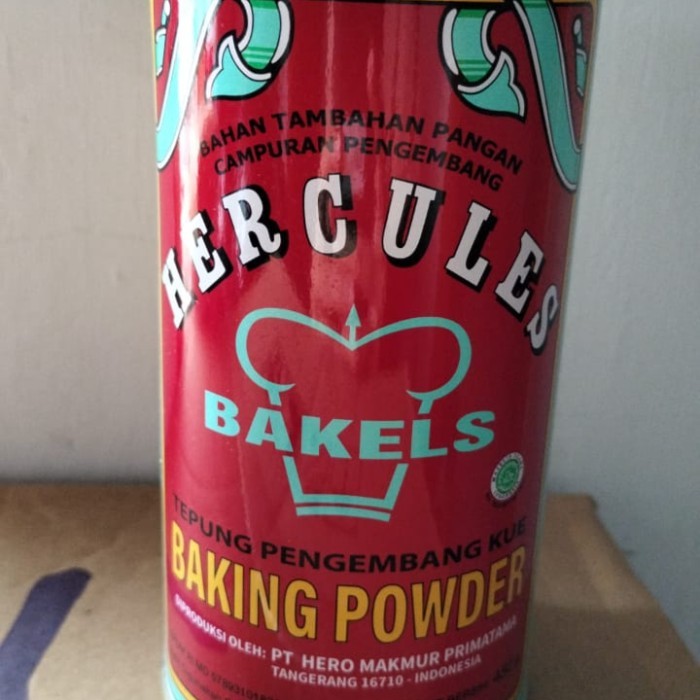 BAHAN TAMBAHAN PANGAN
CAMPURAN PENGEMBANG
HERCULES
BAKELS
TEPUNG PENGEMBANG KUE
BAKING POWDER
DIPRODUKSI OLEH: PT HERO MAKMUR PRIMATAMA
TANGERANG 16710 - INDONESIA